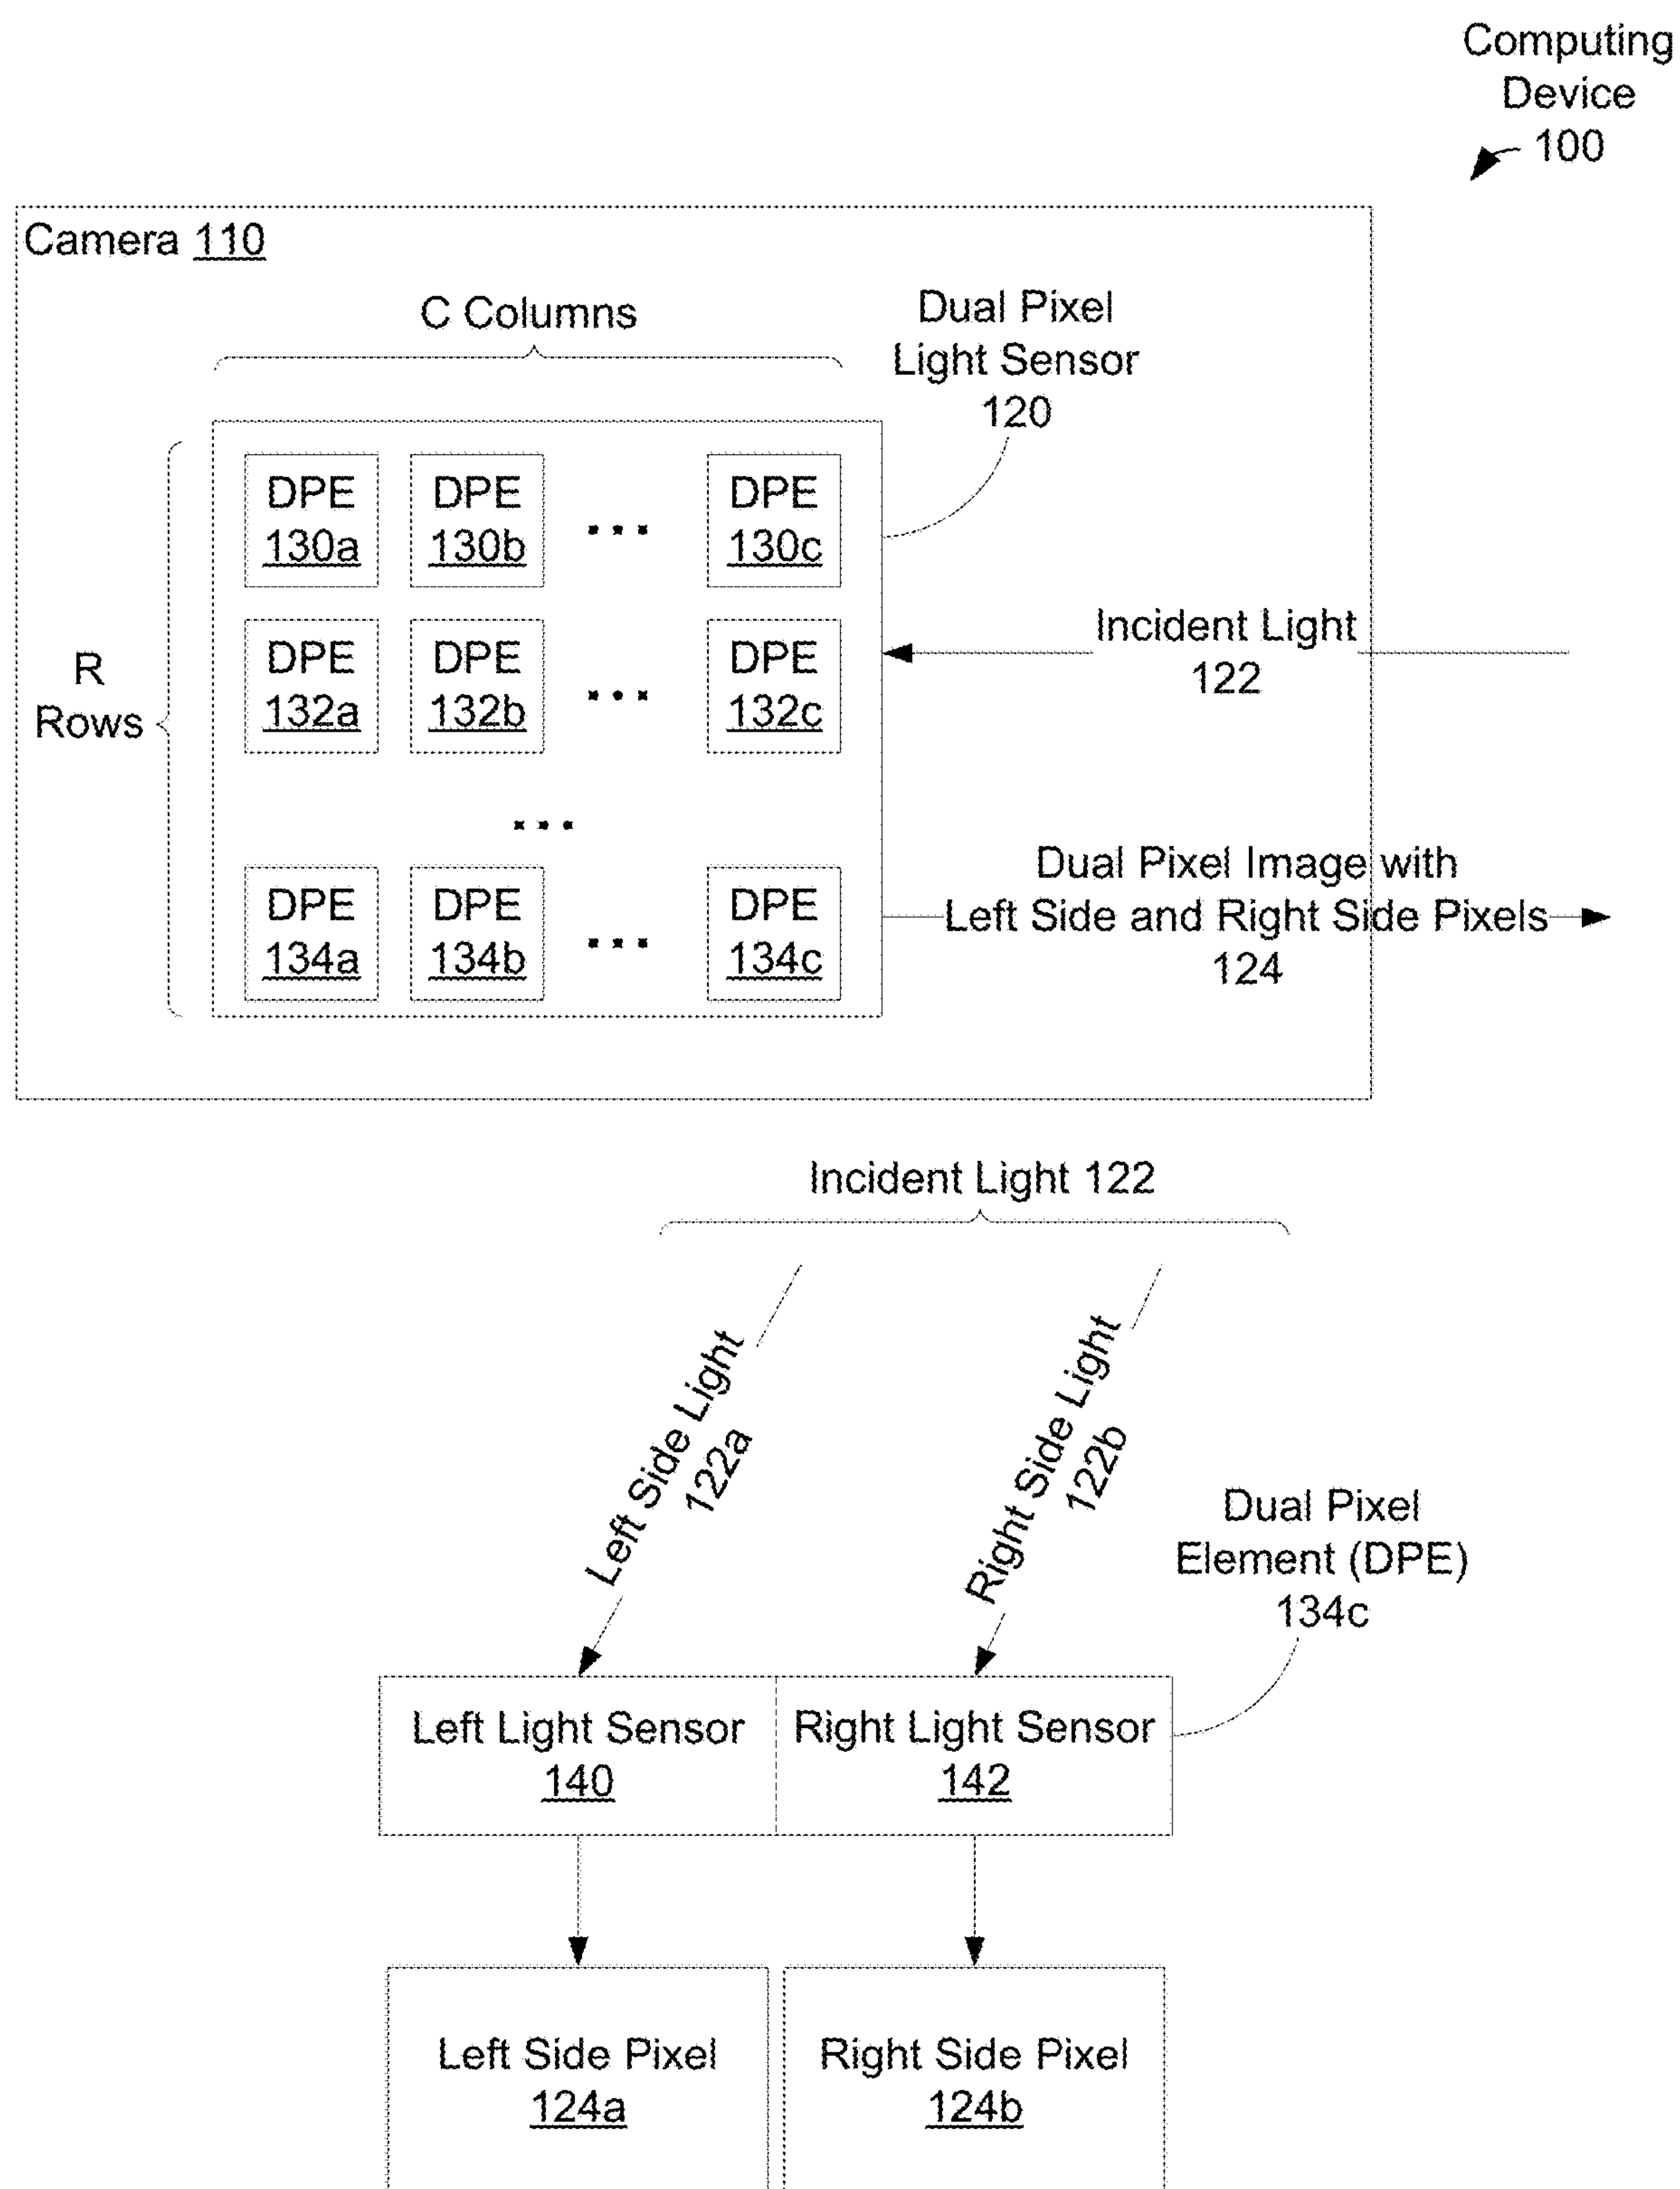 Computing
Device
100
Camera 110
C Columns
Dual Pixel
Light Sensor
120
DPE
130a
DPE
130b
...
DPE
130c
R
Rows
DPE
132a
DPE
132b
...
DPE
132c
Incident Light
122
...
DPE
134a
DPE
134b
...
DPE
134c
Dual Pixel Image with
Left Side and Right Side Pixels
124
Incident Light 122
Left Side Light
122a
Right Side Light
122b
Dual Pixel
Element (DPE)
134c
Left Light Sensor
140
Right Light Sensor
142
Left Side Pixel
124a
Right Side Pixel
124b